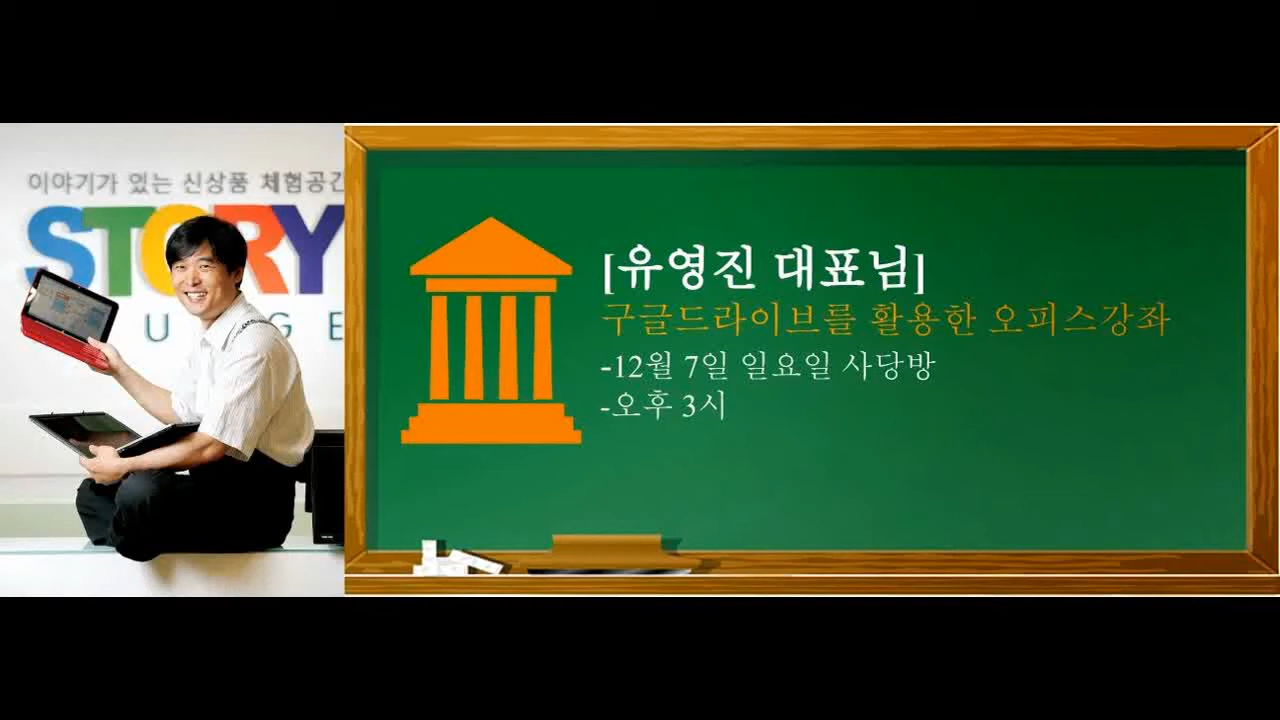 이야기가 있는 신상품 체험공간
STORY
U GE
[유영진 대표님]
구글드라이브를 활용한 오피스강좌
-12월 7일 일요일 사당방
-오후 3시